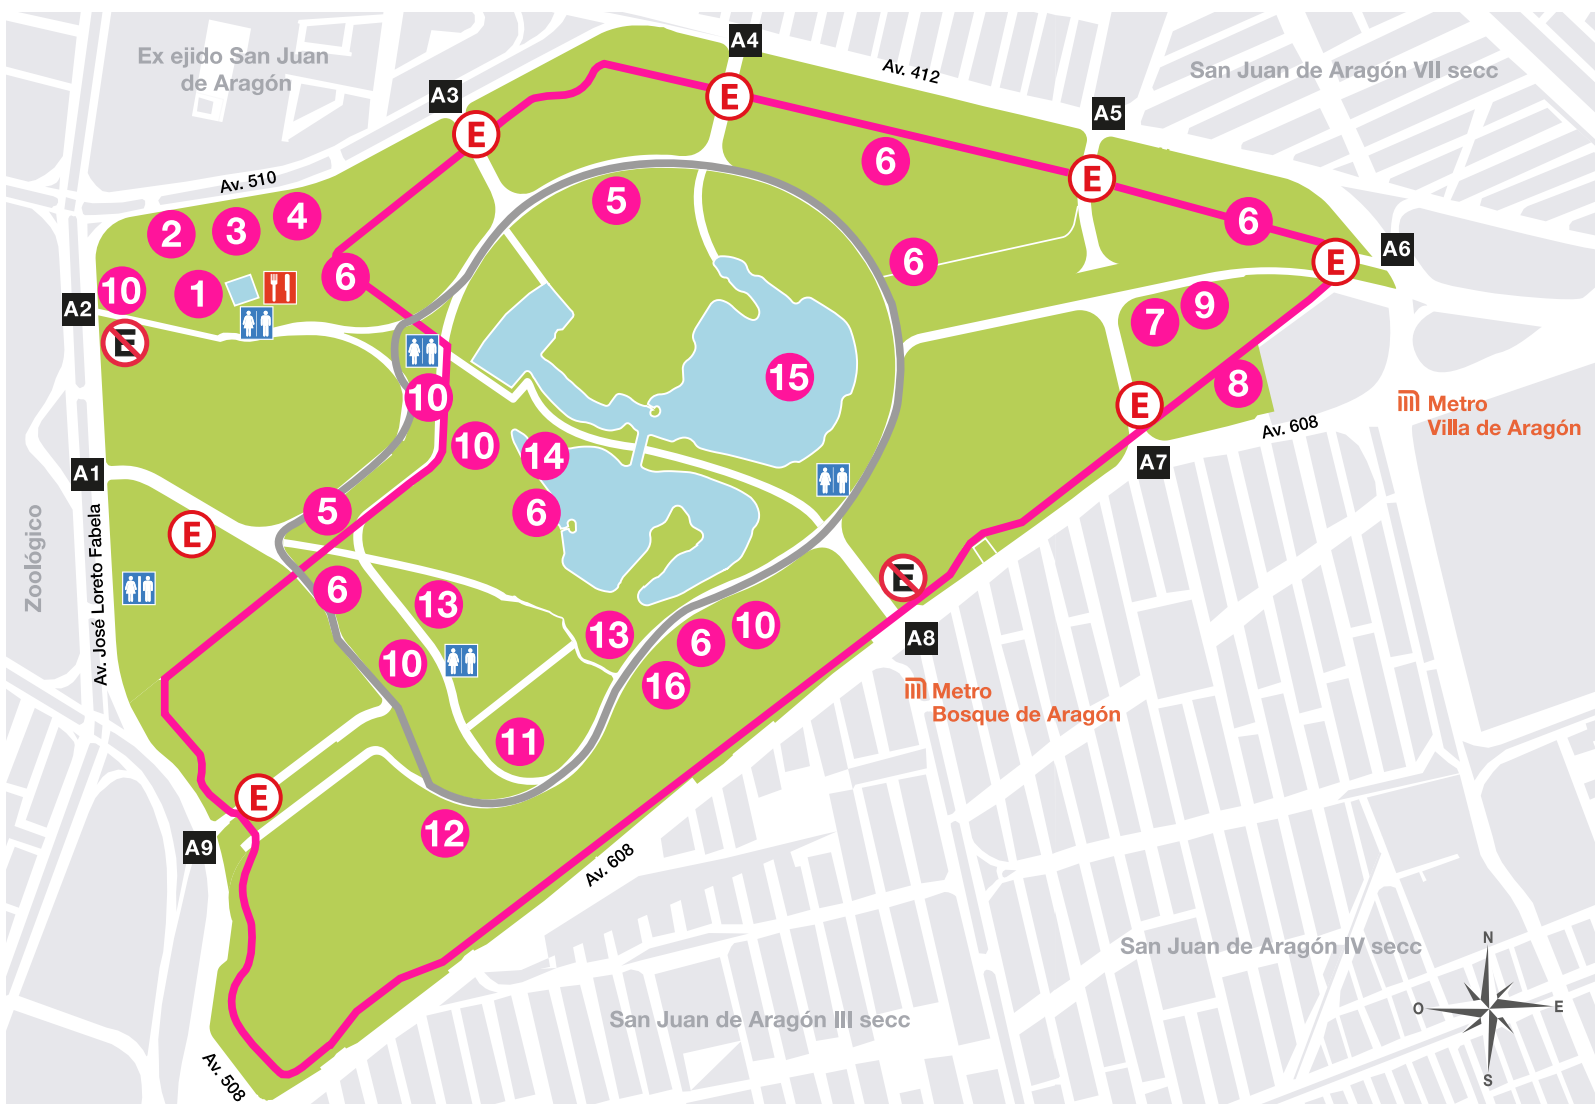 A4
Ex ejido San Juan
de Aragón
Av. 412
San Juan de Aragón VII secc
A3
E
A5
E
6
E
Av. 510
5
4
2
3
6
A6
E
6
6
10
1
A2
9
7
E
15
8
10
Metro
Villa de Aragón
E
Av. 608
10
14
A7
A1
5
6
Zoológico
Av. José Loreto Fabela
E
E
6
13
13
6
10
A8
10
16
Metro
Bosque de Aragón
11
E
12
A9
Av. 608
San Juan de Aragón IV secc
N
O
E
S
San Juan de Aragón III secc
Av. 508